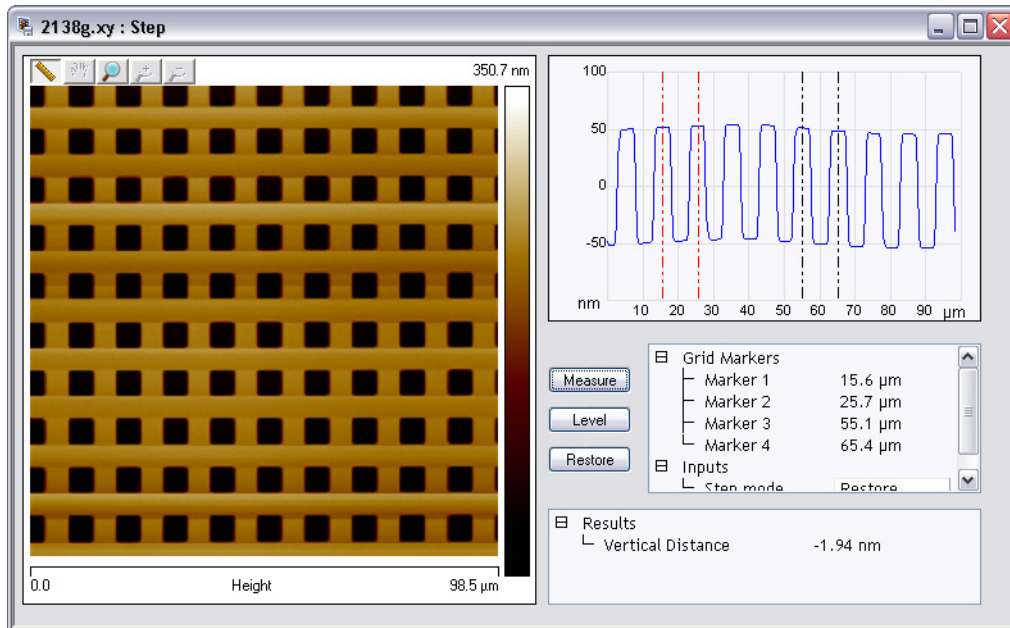 2138g.xy : Step
350.7 nm
0.0 Height 98.5 µm
100
50
0
-50
nm 10 20 30 40 50 60 70 80 90 µm
Measure
Level
Restore
Grid Markers
Marker 1 15.6 µm
Marker 2 25.7 µm
Marker 3 55.1 µm
Marker 4 65.4 µm
Inputs
Step mode Restore
Results
Vertical Distance -1.94 nm